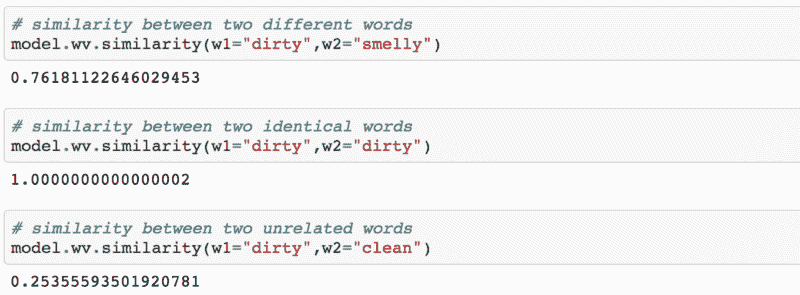 # similarity between two different words
model.wv.similarity(w1="dirty",w2="smelly")
0.76181122646029453
# similarity between two identical words
model.wv.similarity(w1="dirty",w2="dirty")
1.0000000000000002
# similarity between two unrelated words
model.wv.similarity(w1="dirty",w2="clean")
0.25355593501920781